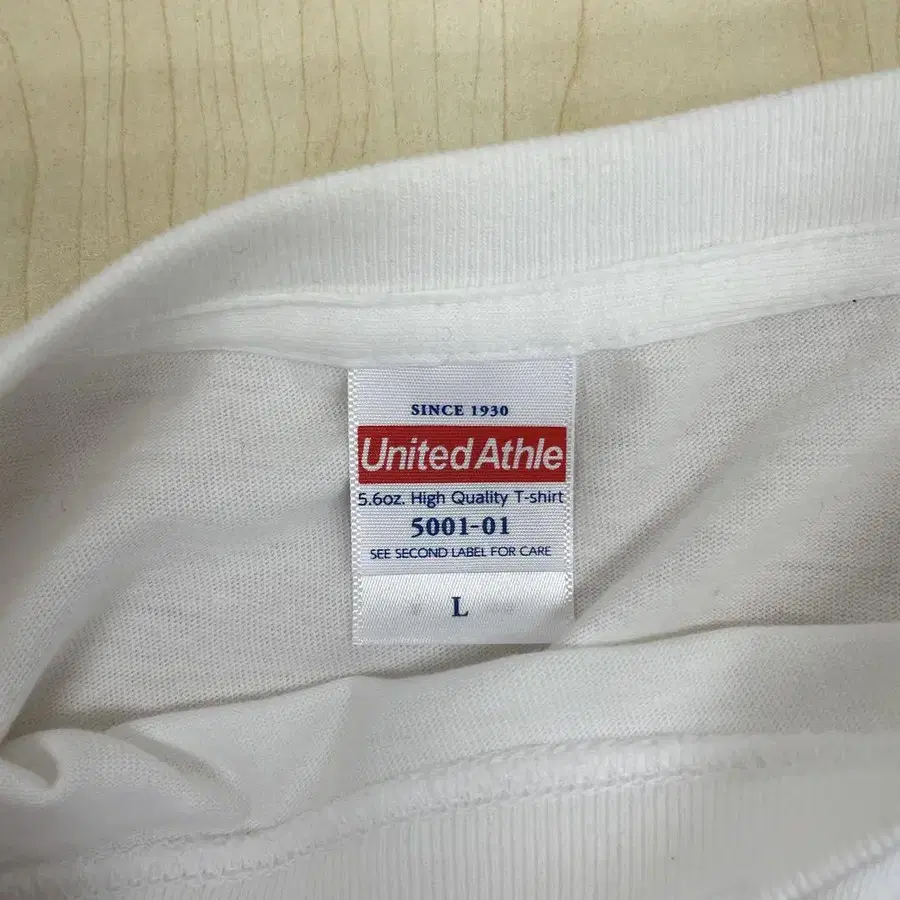 SINCE 1930
United Athle
5.6oz. High Quality T-shirt
5001-01
SEE SECOND LABEL FOR CARE
L